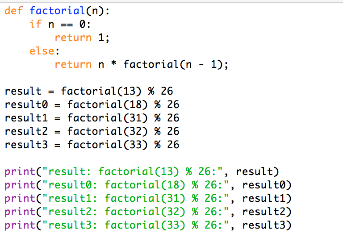 def factorial(n):
    if n == 0:
        return 1;
    else:
        return n * factorial(n - 1);

result = factorial(13) % 26
result0 = factorial(18) % 26
result1 = factorial(31) % 26
result2 = factorial(32) % 26
result3 = factorial(33) % 26

print("result: factorial(13) % 26:", result)
print("result0: factorial(18) % 26:", result0)
print("result1: factorial(31) % 26:", result1)
print("result2: factorial(32) % 26:", result2)
print("result3: factorial(33) % 26:", result3)